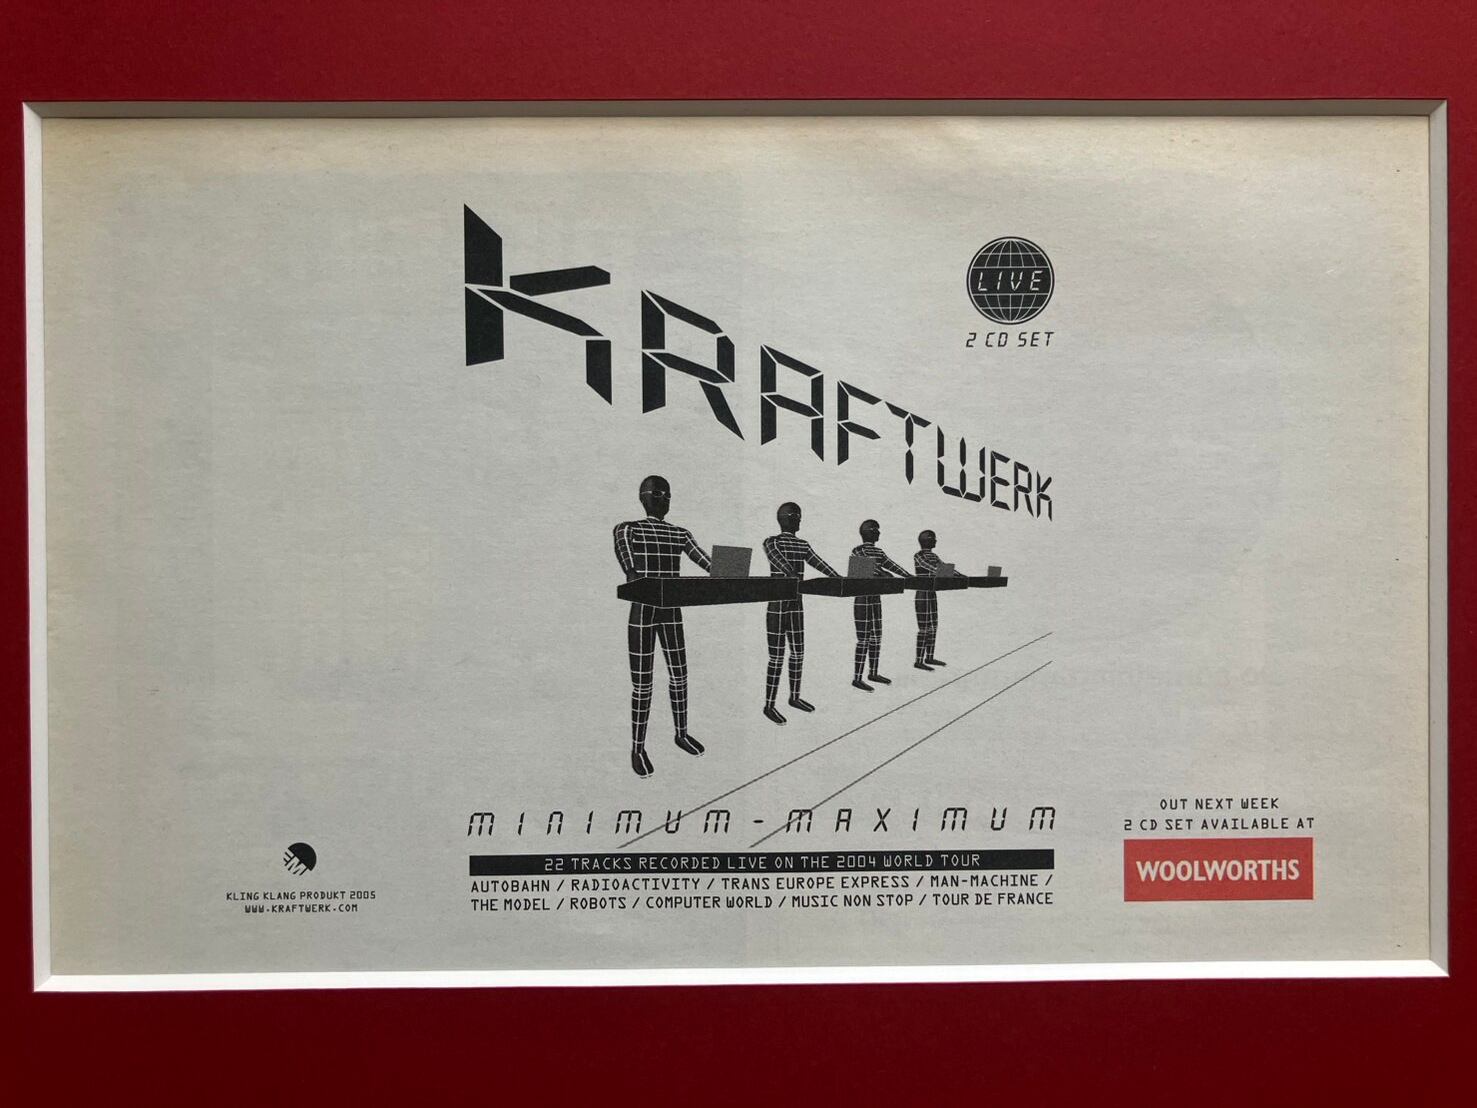 KRAFTWERK
LIVE
2 CD SET
MINIMUM-MAXIMUM
22 TRACKS RECORDED LIVE ON THE 2004 WORLD TOUR
AUTOBAHN / RADIOACTIVITY / TRANS EUROPE EXPRESS / MAN-MACHINE /
THE MODEL / ROBOTS / COMPUTER WORLD / MUSIC NON STOP / TOUR DE FRANCE
EMI
KLING KLANG PRODUKT 2005
WWW.KRAFTWERK.COM
OUT NEXT WEEK
2 CD SET AVAILABLE AT
WOOLWORTHS